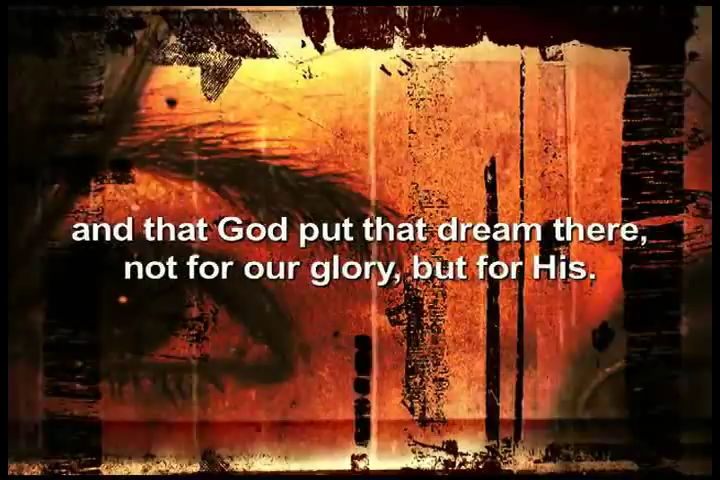 and that God put that dream there,
not for our glory, but for His.